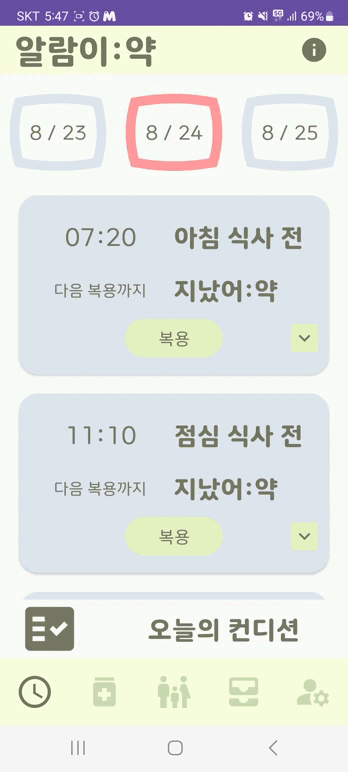 SKT 5:47 69%
알람이:약
8 / 23 8 / 24 8 / 25
07:20 아침 식사 전
다음 복용까지 지났어:약
복용
11:10 점심 식사 전
다음 복용까지 지났어:약
복용
오늘의 컨디션